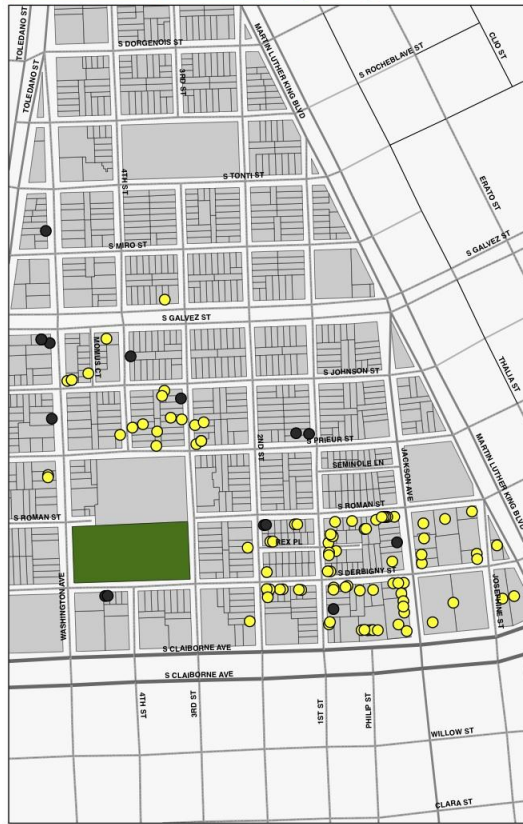 TOLEDANO ST
TOLEDANO ST
S DORGENOIS ST
3RD ST
MARTIN LUTHER KING BLVD
S ROCHEBLAVE ST
CLIO ST
4TH ST
S TONTI ST
ERATO ST
S MIRO ST
S GALVEZ ST
S GALVEZ ST
MONIUS CT
S JOHNSON ST
THALIA ST
2ND ST
S PRIEUR ST
SEMINOLE LN
JACKSON AVE
MARTIN LUTHER KING BLVD
S ROMAN ST
S ROMAN ST
REX PL
S DERBIGNY ST
WASHINGTON AVE
JOSEPHINE ST
S CLAIBORNE AVE
S CLAIBORNE AVE
4TH ST
3RD ST
1ST ST
PHILIP ST
WILLOW ST
CLARA ST